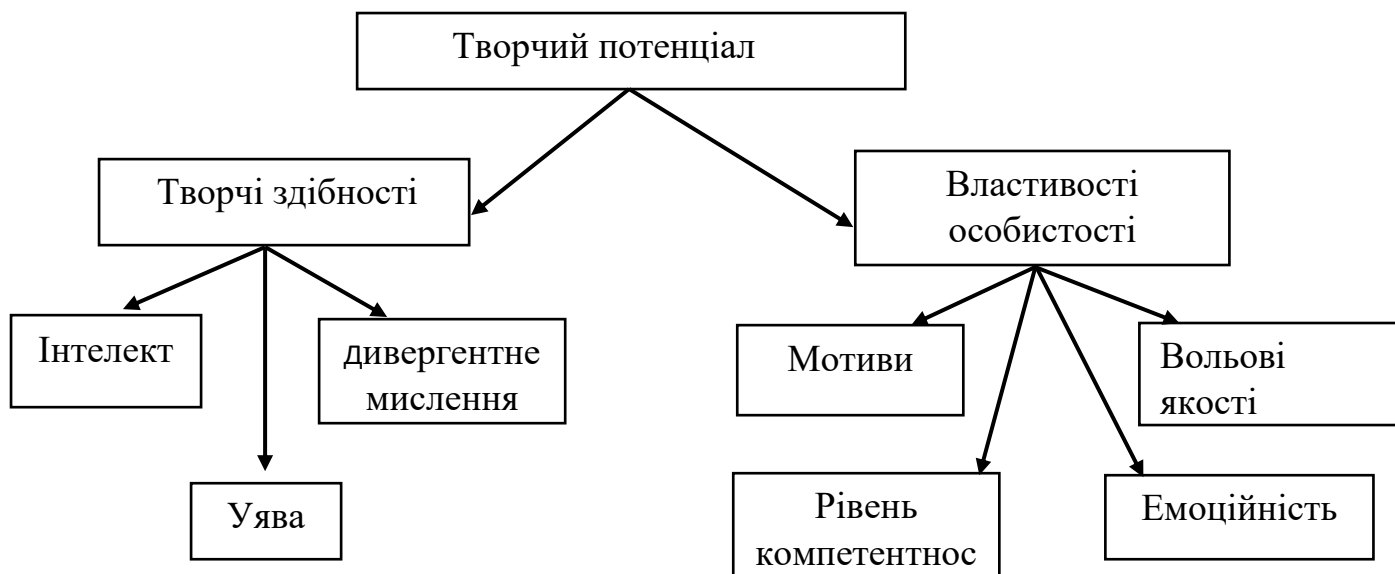 Творчий потенціал
Творчі здібності
Властивості
особистості
Інтелект
дивергентне
мислення
Мотиви
Вольові
якості
Уява
Рівень
компетентнос
Емоційність